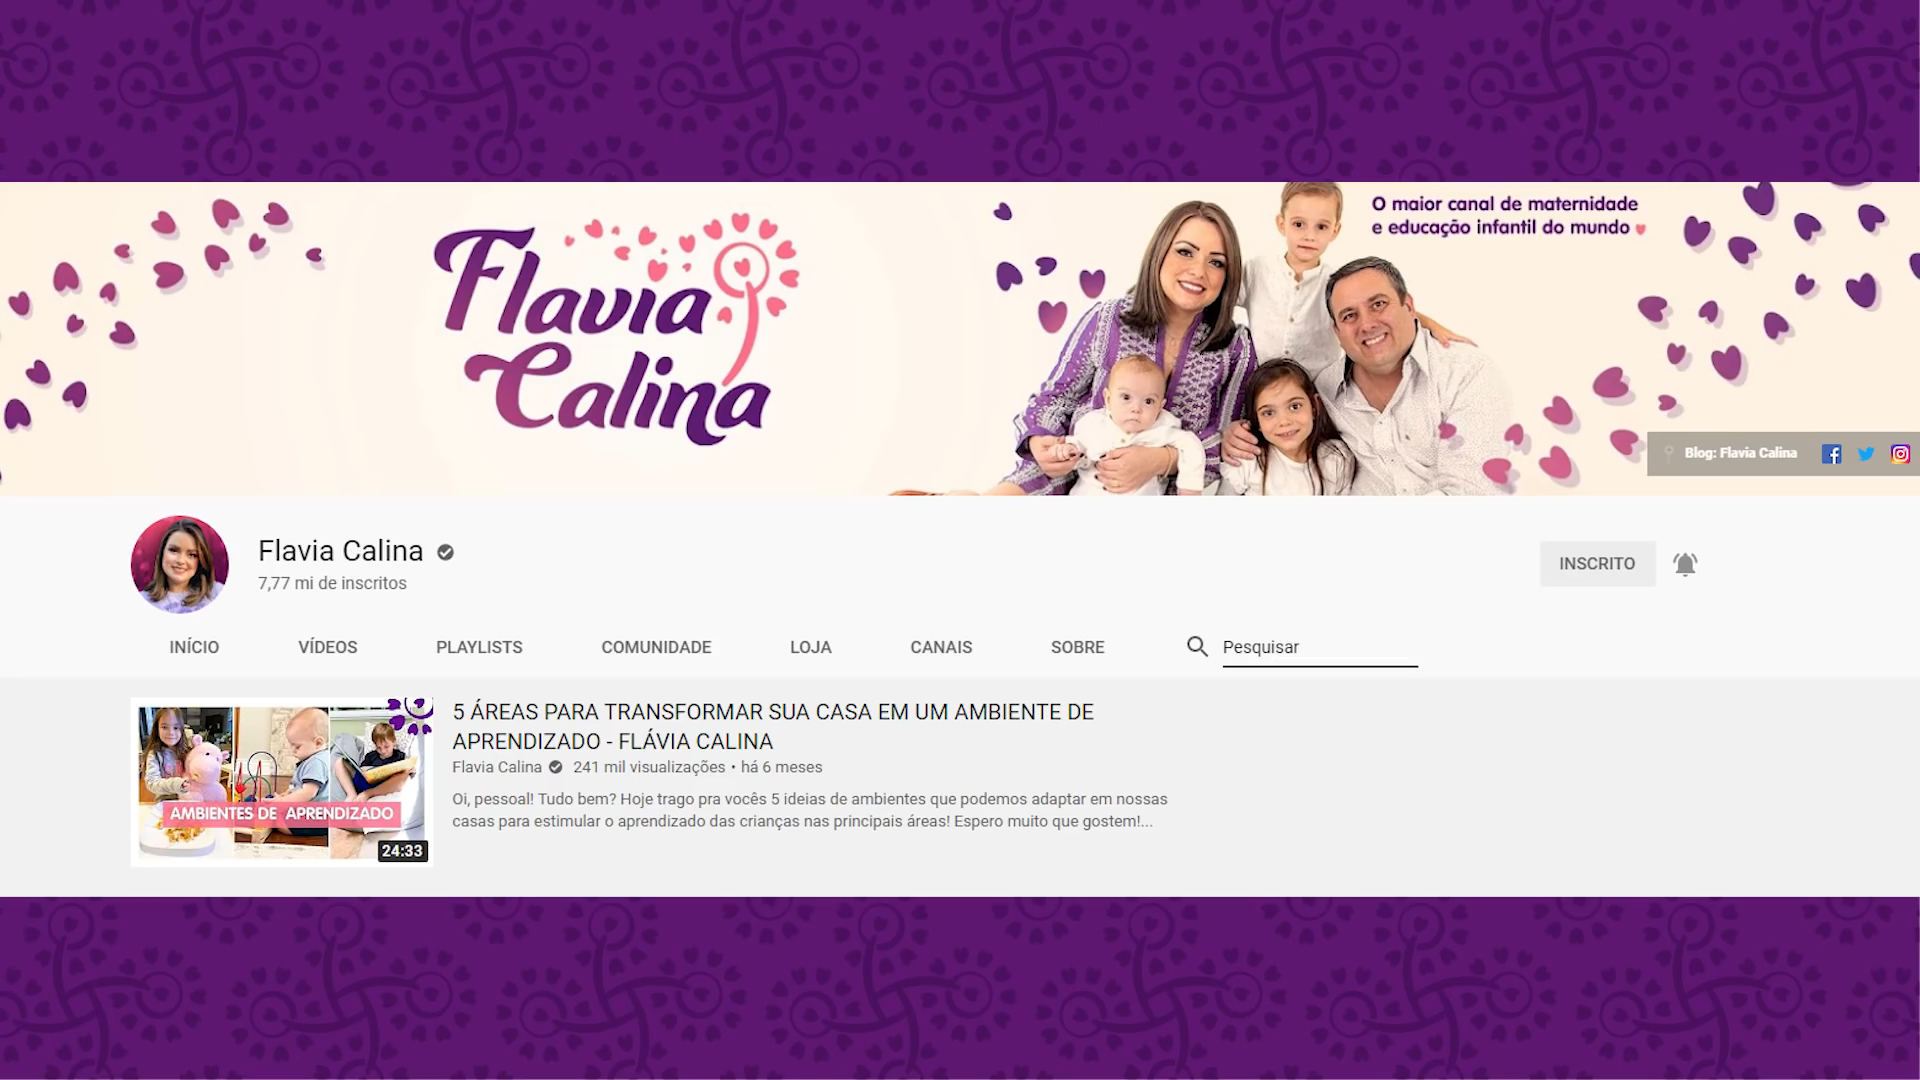 Flavia
Calina
O maior canal de maternidade
e educação infantil do mundo
Blog: Flavia Calina
Flavia Calina
7,77 mi de inscritos
INSCRITO
INÍCIO VÍDEOS PLAYLISTS COMUNIDADE LOJA CANAIS SOBRE Pesquisar
AMBIENTES DE APRENDIZADO
24:33
5 ÁREAS PARA TRANSFORMAR SUA CASA EM UM AMBIENTE DE
APRENDIZADO - FLÁVIA CALINA
Flavia Calina 241 mil visualizações • há 6 meses
Oi, pessoal! Tudo bem? Hoje trago pra vocês 5 ideias de ambientes que podemos adaptar em nossas
casas para estimular o aprendizado das crianças nas principais áreas! Espero muito que gostem!...